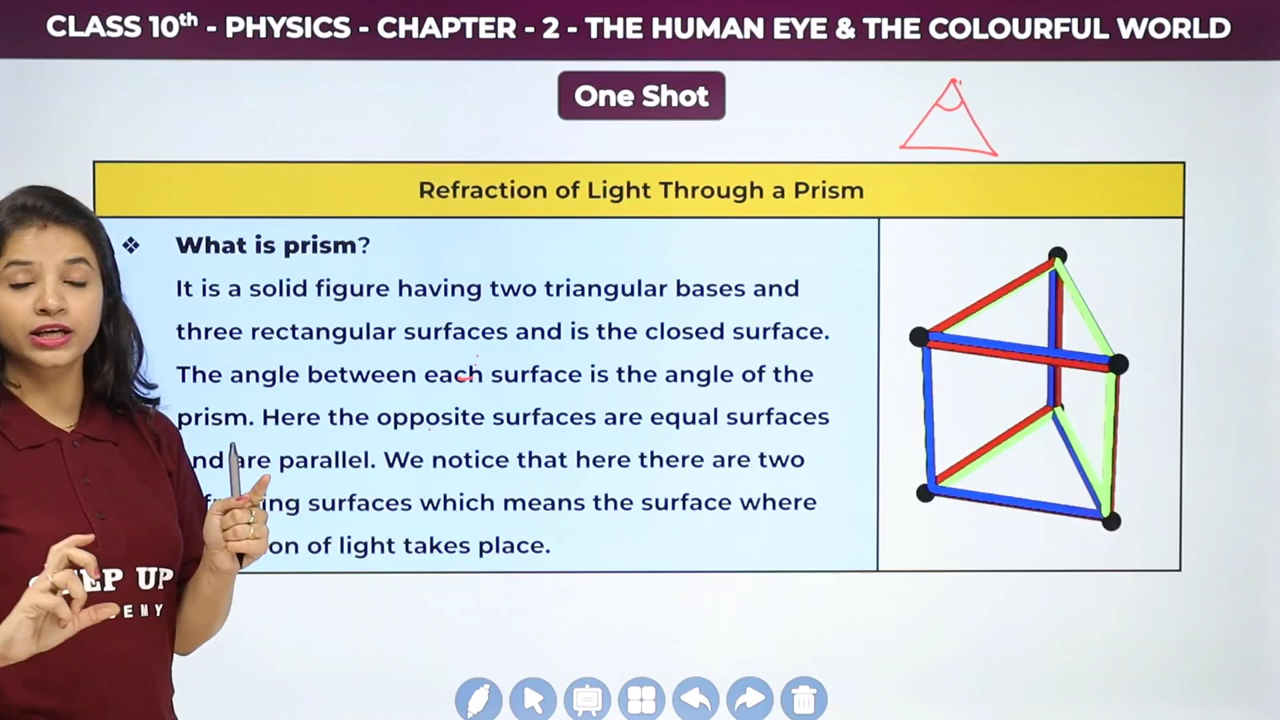 CLASS 10th - PHYSICS - CHAPTER - 2 - THE HUMAN EYE & THE COLOURFUL WORLD
One Shot
Refraction of Light Through a Prism
❖ What is prism?
It is a solid figure having two triangular bases and
three rectangular surfaces and is the closed surface.
The angle between each surface is the angle of the
prism. Here the opposite surfaces are equal surfaces
are parallel. We notice that here there are two
surfaces which means the surface where
of light takes place.
UP